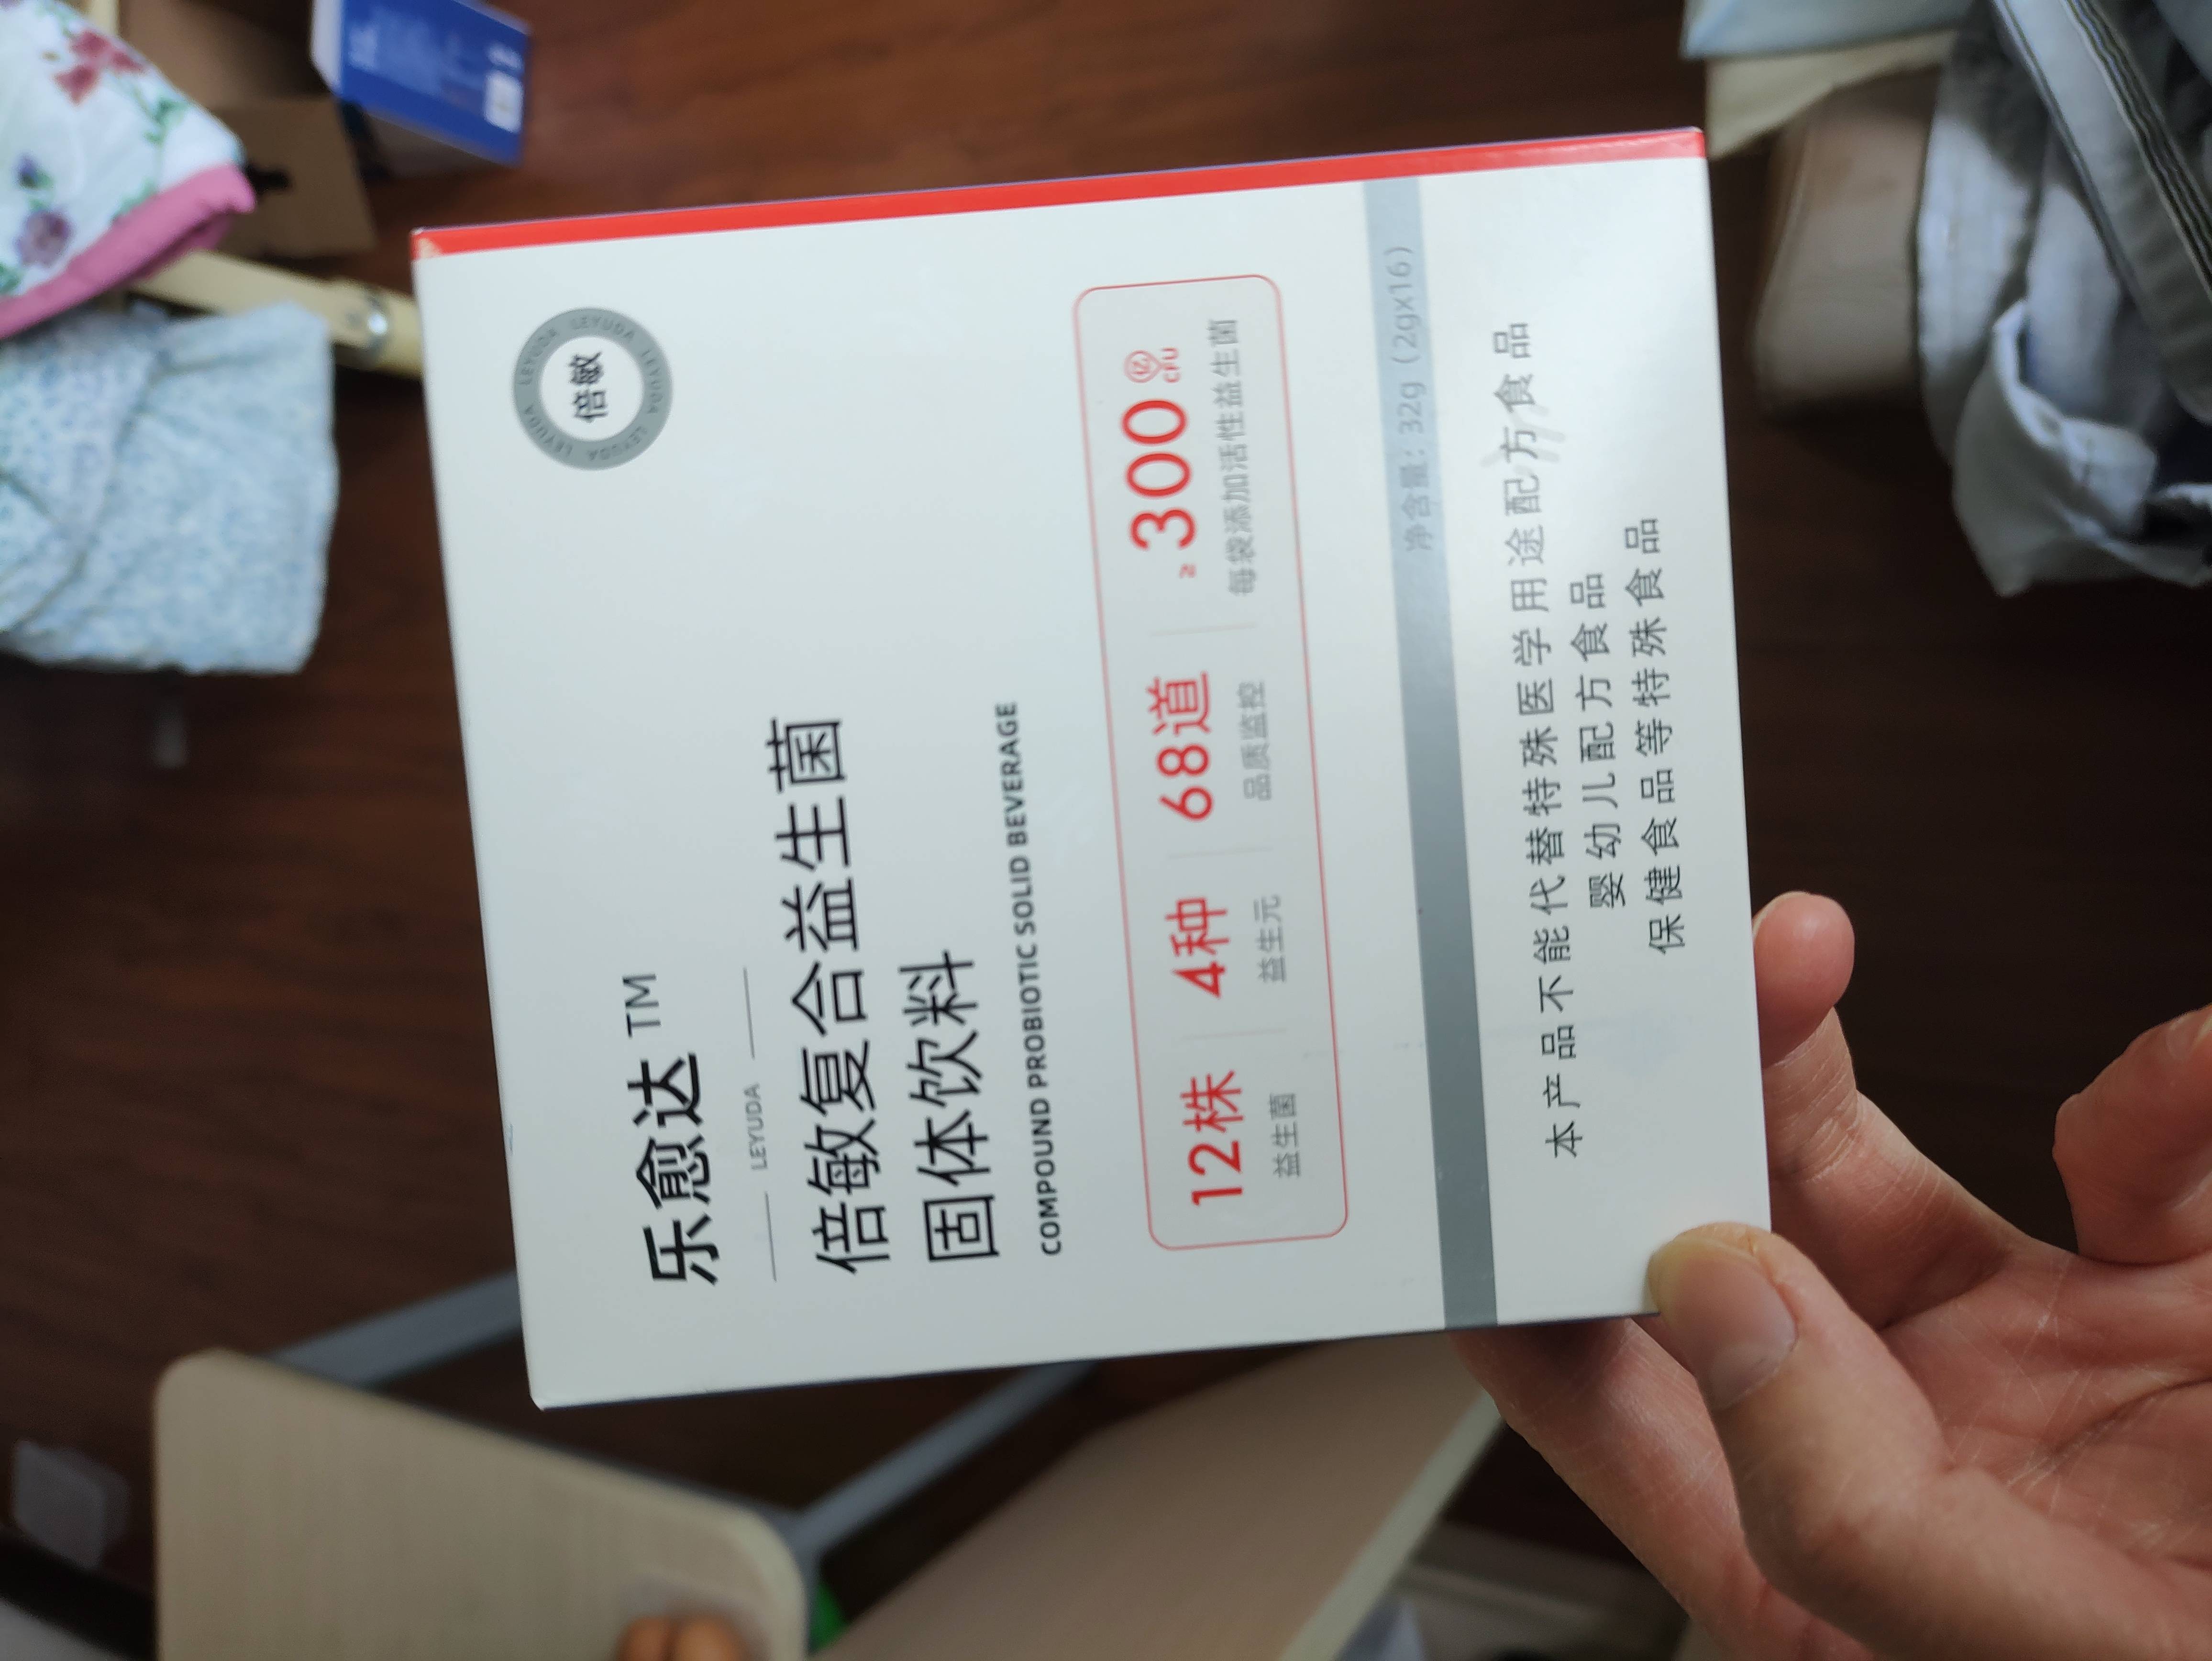 倍敏
LEYUDA LEYUDA LEYUDA LEYUDA LEYUDA LEYUDA
乐愈达™
LEYUDA
倍敏复合益生菌
固体饮料
COMPOUND PROBIOTIC SOLID BEVERAGE
12株 4种 68道 ≥300亿 CFU
益生菌 益生元 品质监控 每袋添加活性益生菌
净含量：32g（2gx16）
本产品不能代替特殊医学用途配方食品
婴幼儿配方食品
保健食品等特殊食品